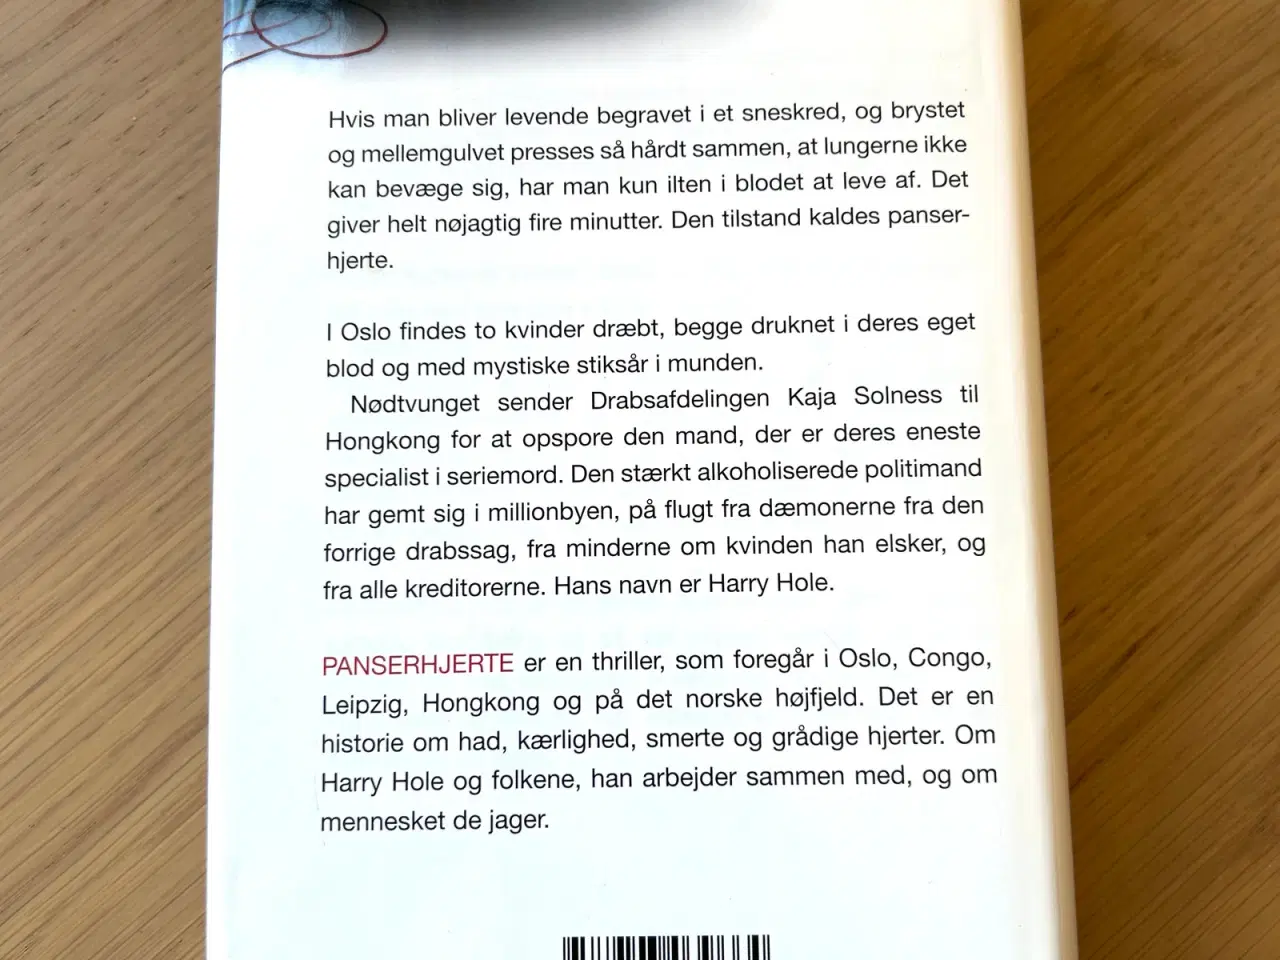 Hvis man bliver levende begravet i et sneskred, og brystet
og mellemgulvet presses så hårdt sammen, at lungerne ikke
kan bevæge sig, har man kun ilten i blodet at leve af. Det
giver helt nøjagtig fire minutter. Den tilstand kaldes panser-
hjerte.
I Oslo findes to kvinder dræbt, begge druknet i deres eget
blod og med mystiske stiksår i munden.
Nødtvunget sender Drabsafdelingen Kaja Solness til
Hongkong for at opspore den mand, der er deres eneste
specialist i seriemord. Den stærkt alkoholiserede politimand
har gemt sig i millionbyen, på flugt fra dæmonerne fra den
forrige drabssag, fra minderne om kvinden han elsker, og
fra alle kreditorerne. Hans navn er Harry Hole.
PANSERHJERTE er en thriller, som foregår i Oslo, Congo,
Leipzig, Hongkong og på det norske højfjeld. Det er en
historie om had, kærlighed, smerte og grådige hjerter. Om
Harry Hole og folkene, han arbejder sammen med, og om
mennesket de jager.